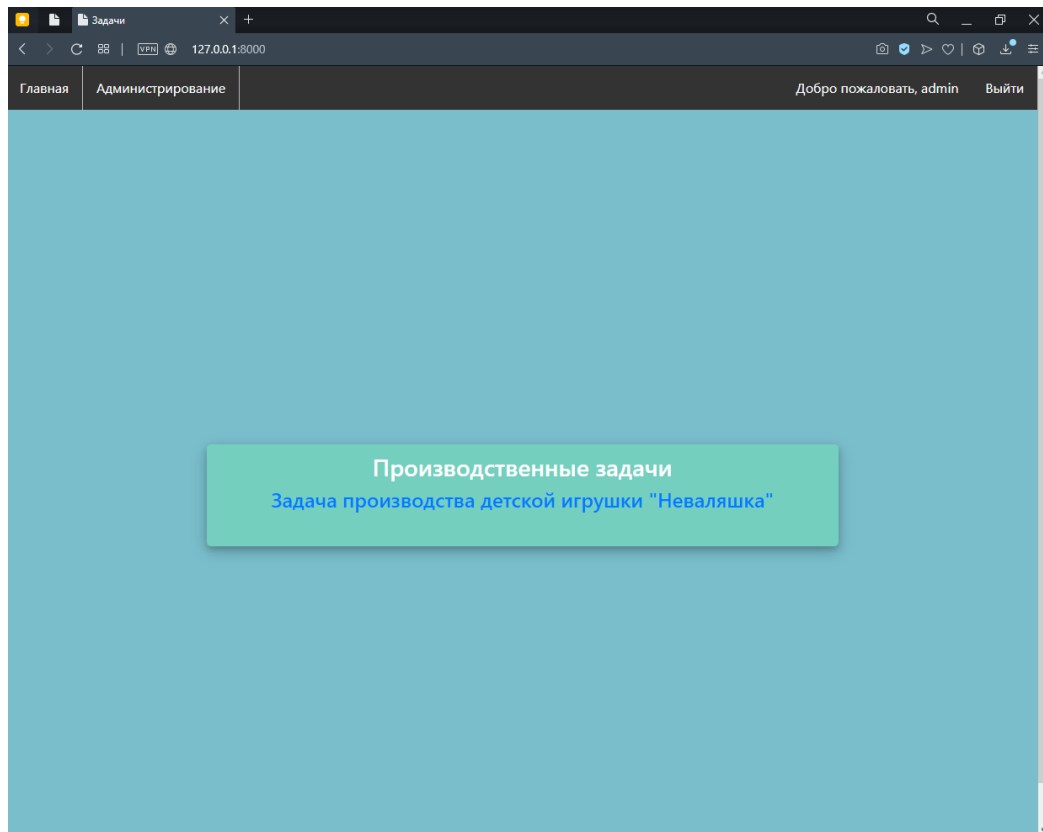 Задачи
VPN 127.0.0.1:8000
Главная Администрирование Добро пожаловать, admin Выйти
Производственные задачи
Задача производства детской игрушки "Неваляшка"